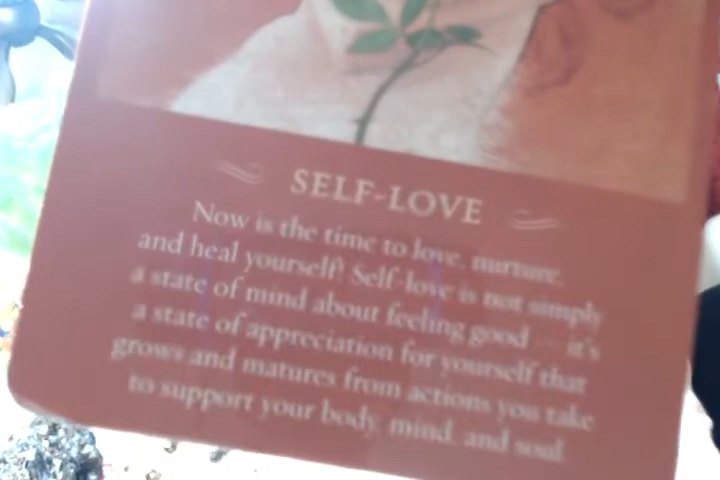 SELF-LOVE
Now is the time to love, nurture,
and heal yourself! Self-love is not simply
a state of mind about feeling good — it's
a state of appreciation for yourself that
grows and matures from actions you take
to support your body, mind, and soul.